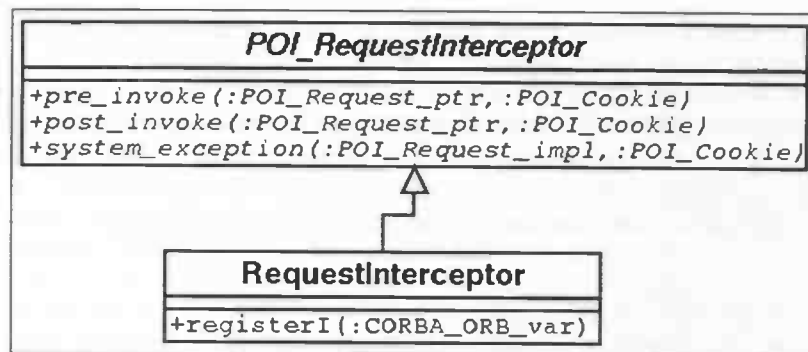 POI_RequestInterceptor
+pre_invoke(:POI_Request_ptr,:POI_Cookie)
+post_invoke(:POI_Request_ptr,:POI_Cookie)
+system_exception(:POI_Request_impl,:POI_Cookie)
RequestInterceptor
+registerI(:CORBA_ORB_var)